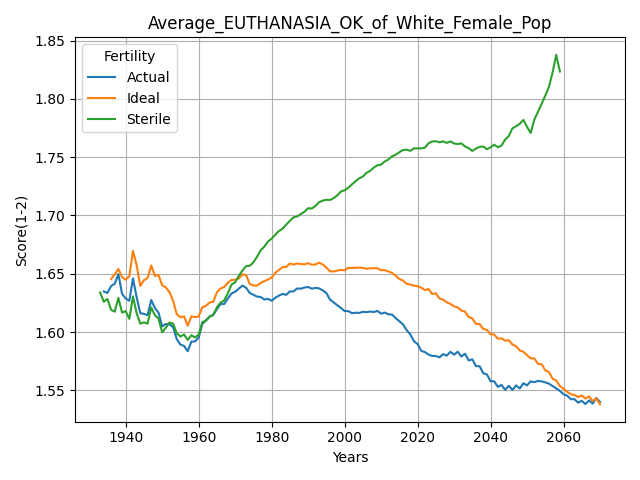 Average_EUTHANASIA_OK_of_White_Female_Pop
Fertility
Actual
Ideal
Sterile
Score(1-2)
1.85
1.80
1.75
1.70
1.65
1.60
1.55
1940 1960 1980 2000 2020 2040 2060
Years